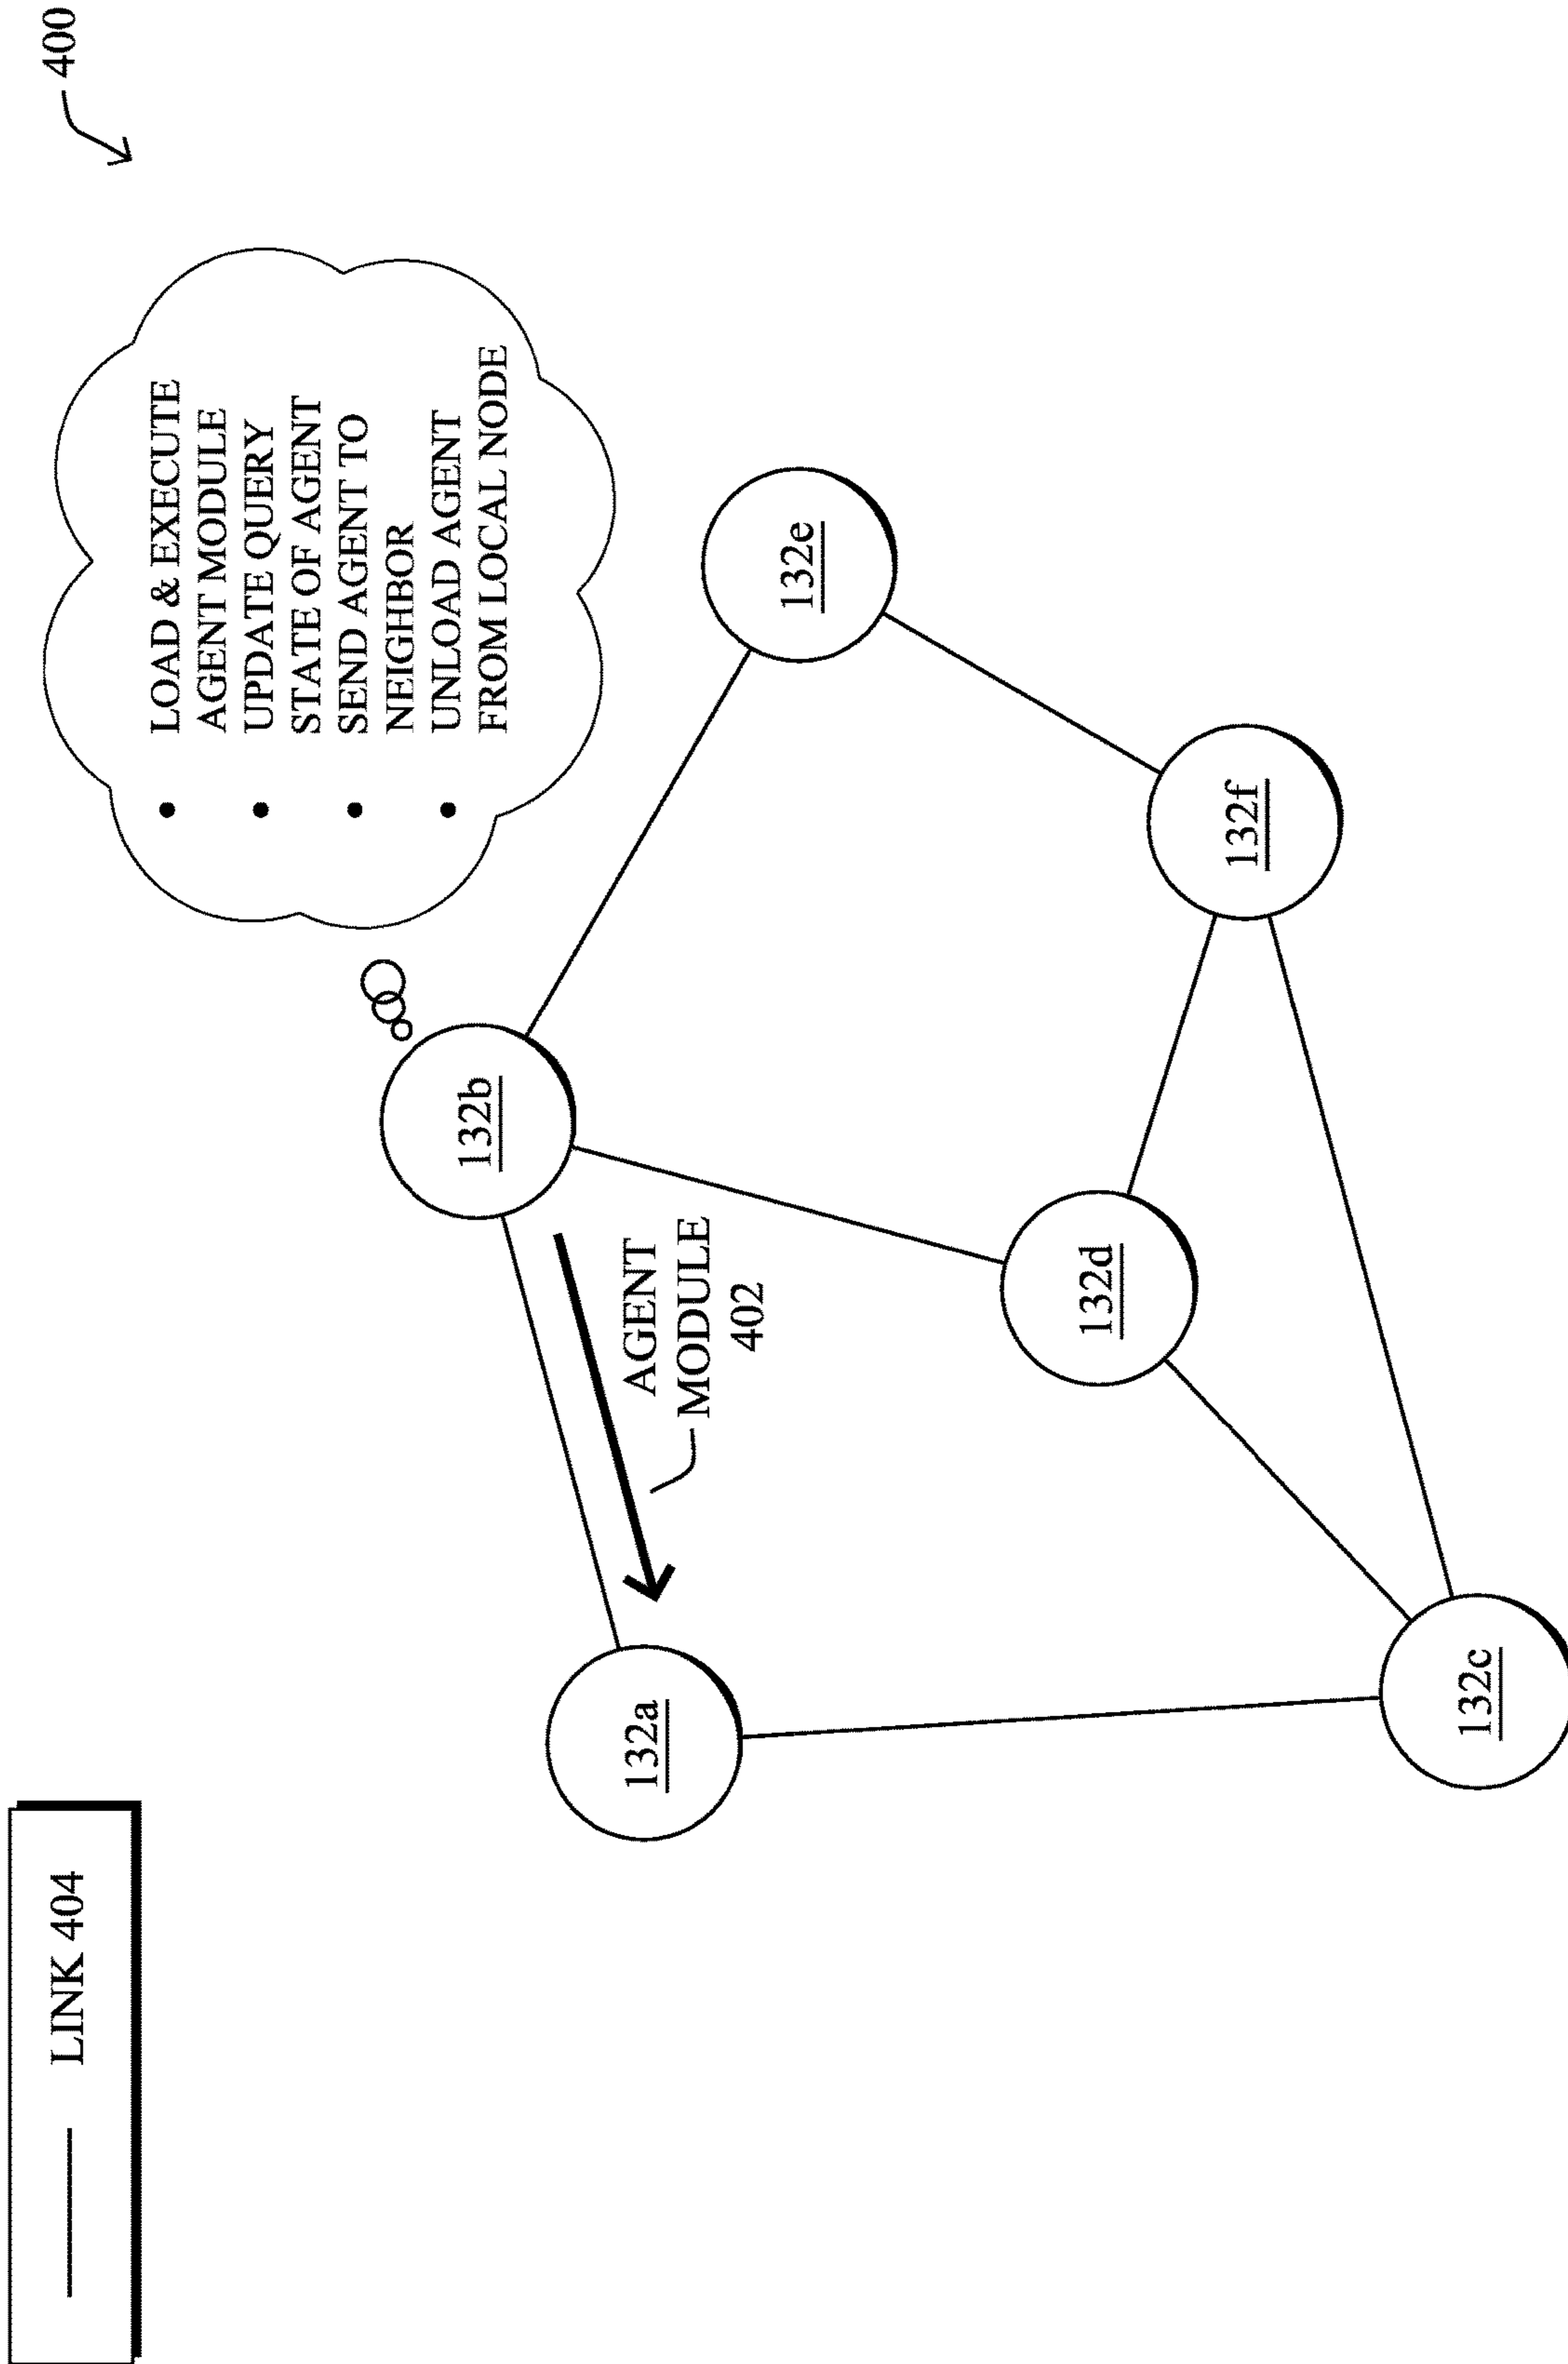 400
LINK 404
• LOAD & EXECUTE
AGENT MODULE
• UPDATE QUERY
STATE OF AGENT
• SEND AGENT TO
NEIGHBOR
• UNLOAD AGENT
FROM LOCAL NODE
132b
132a
AGENT
MODULE
402
132e
132d
132f
132c